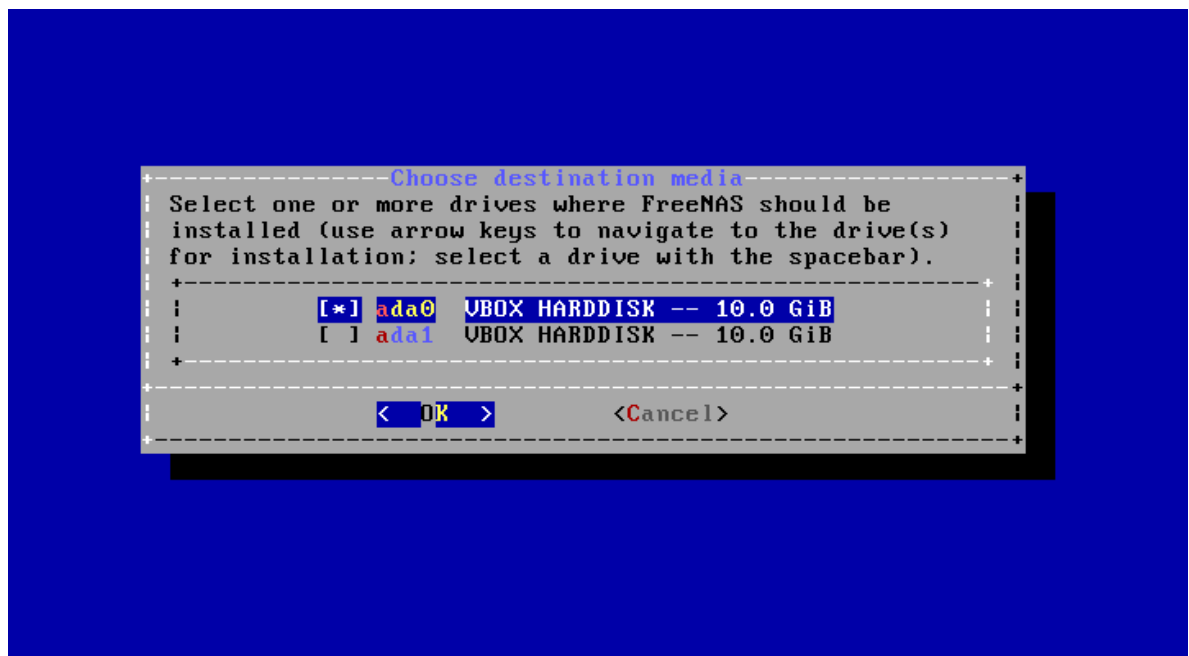 Choose destination media
Select one or more drives where FreeNAS should be
installed (use arrow keys to navigate to the drive(s)
for installation; select a drive with the spacebar).
[*] ada0 VBOX HARDDISK -- 10.0 GiB
[ ] ada1 VBOX HARDDISK -- 10.0 GiB
< OK > <Cancel>